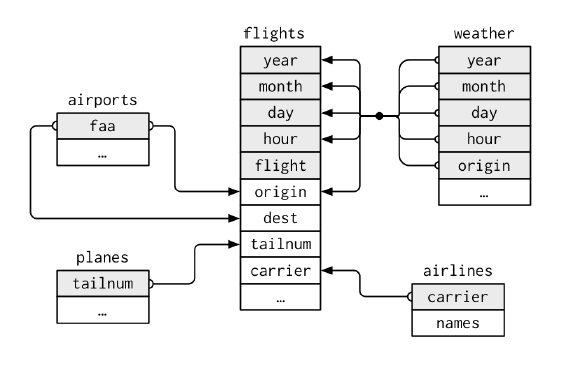 flights
year
month
day
hour
flight
origin
dest
tailnum
carrier
…
weather
year
month
day
hour
origin
…
airports
faa
…
planes
tailnum
…
airlines
carrier
names